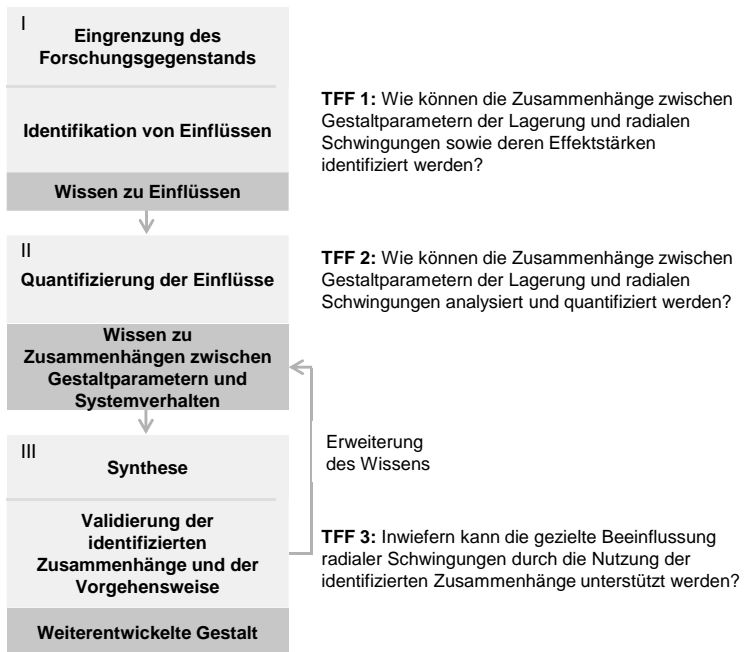 I
Eingrenzung des
Forschungsgegenstands
Identifikation von Einflüssen
Wissen zu Einflüssen
TFF 1: Wie können die Zusammenhänge zwischen
Gestaltparametern der Lagerung und radialen
Schwingungen sowie deren Effektstärken
identifiziert werden?
II
Quantifizierung der Einflüsse
Wissen zu
Zusammenhängen zwischen
Gestaltparametern und
Systemverhalten
TFF 2: Wie können die Zusammenhänge zwischen
Gestaltparametern der Lagerung und radialen
Schwingungen analysiert und quantifiziert werden?
Erweiterung
des Wissens
III
Synthese
Validierung der
identifizierten
Zusammenhänge und der
Vorgehensweise
Weiterentwickelte Gestalt
TFF 3: Inwiefern kann die gezielte Beeinflussung
radialer Schwingungen durch die Nutzung der
identifizierten Zusammenhänge unterstützt werden?